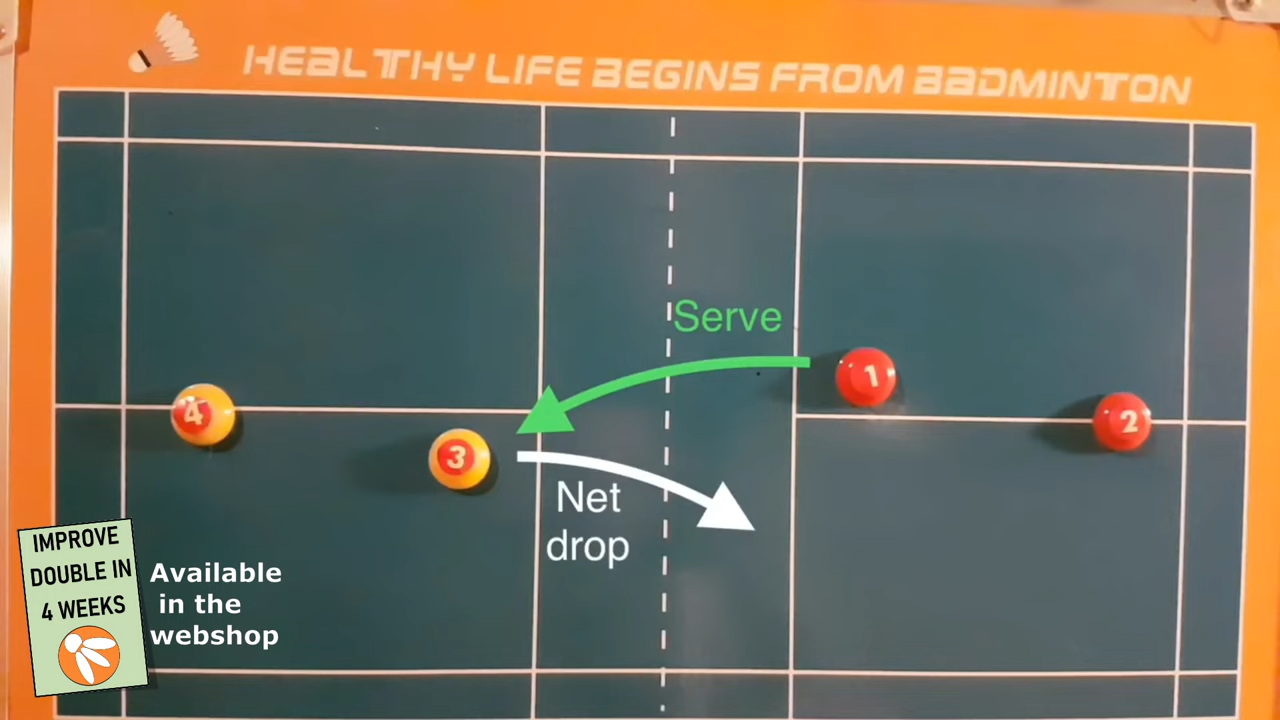 HEALTHY LIFE BEGINS FROM BADMINTON
Serve
1
2
4
3
Net
drop
IMPROVE
DOUBLE IN
4 WEEKS
Available
in the
webshop